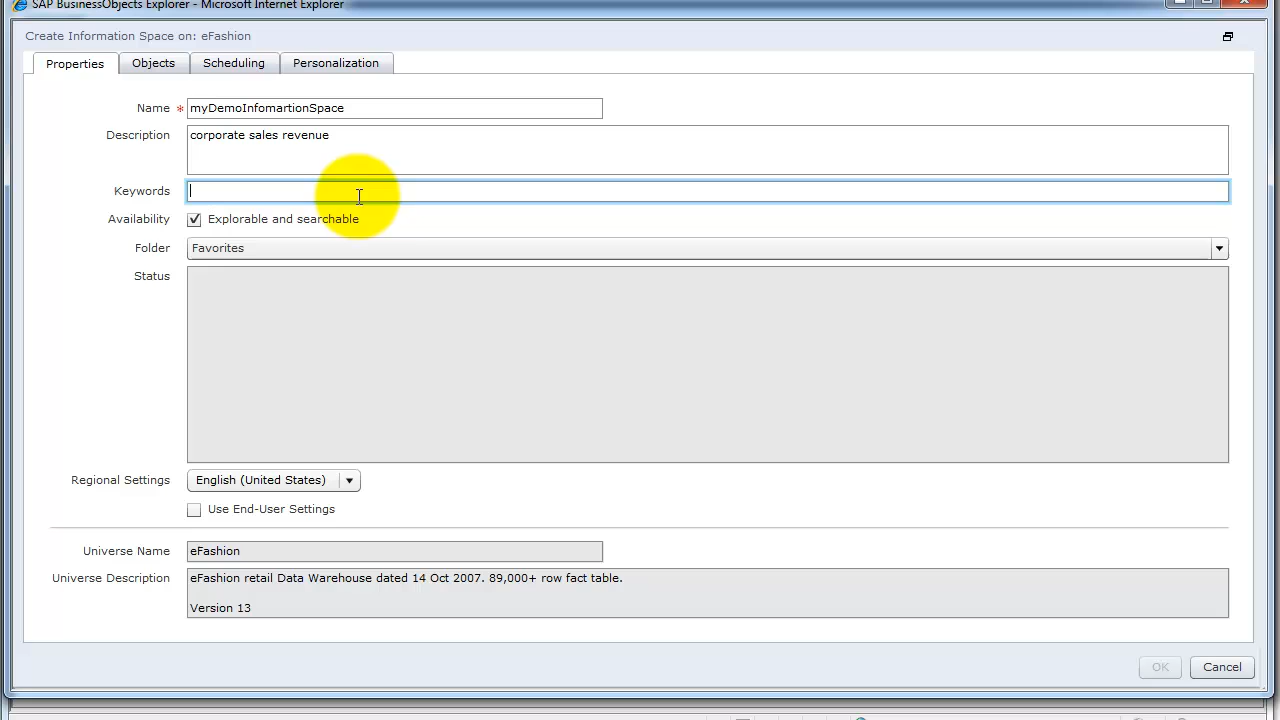 SAP BusinessObjects Explorer - Microsoft Internet Explorer
Create Information Space on: eFashion
Properties Objects Scheduling Personalization
Name * myDemoInfomartionSpace
Description corporate sales revenue
Keywords
Availability Explorable and searchable
Folder Favorites
Status
Regional Settings English (United States)
Use End-User Settings
Universe Name eFashion
Universe Description eFashion retail Data Warehouse dated 14 Oct 2007. 89,000+ row fact table.
Version 13
OK Cancel